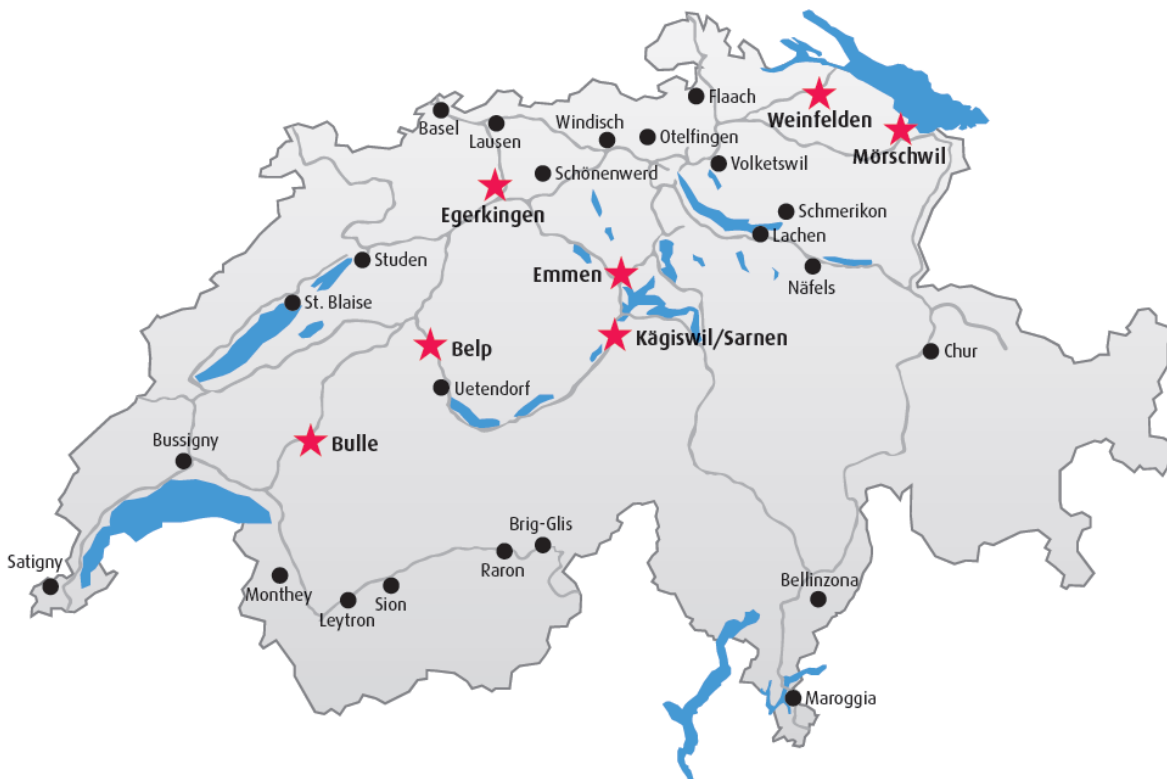 Flaach
Weinfelden
Basel
Lausen
Windisch
Otelfingen
Mörschwil
Schönenwerd
Volketswil
Egerkingen
Schmerikon
Lachen
Studen
Emmen
Näfels
St. Blaise
Kägiswil/Sarnen
Belp
Chur
Uetendorf
Bussigny
Bulle
Brig-Glis
Satigny
Raron
Monthey
Sion
Leytron
Bellinzona
Maroggia